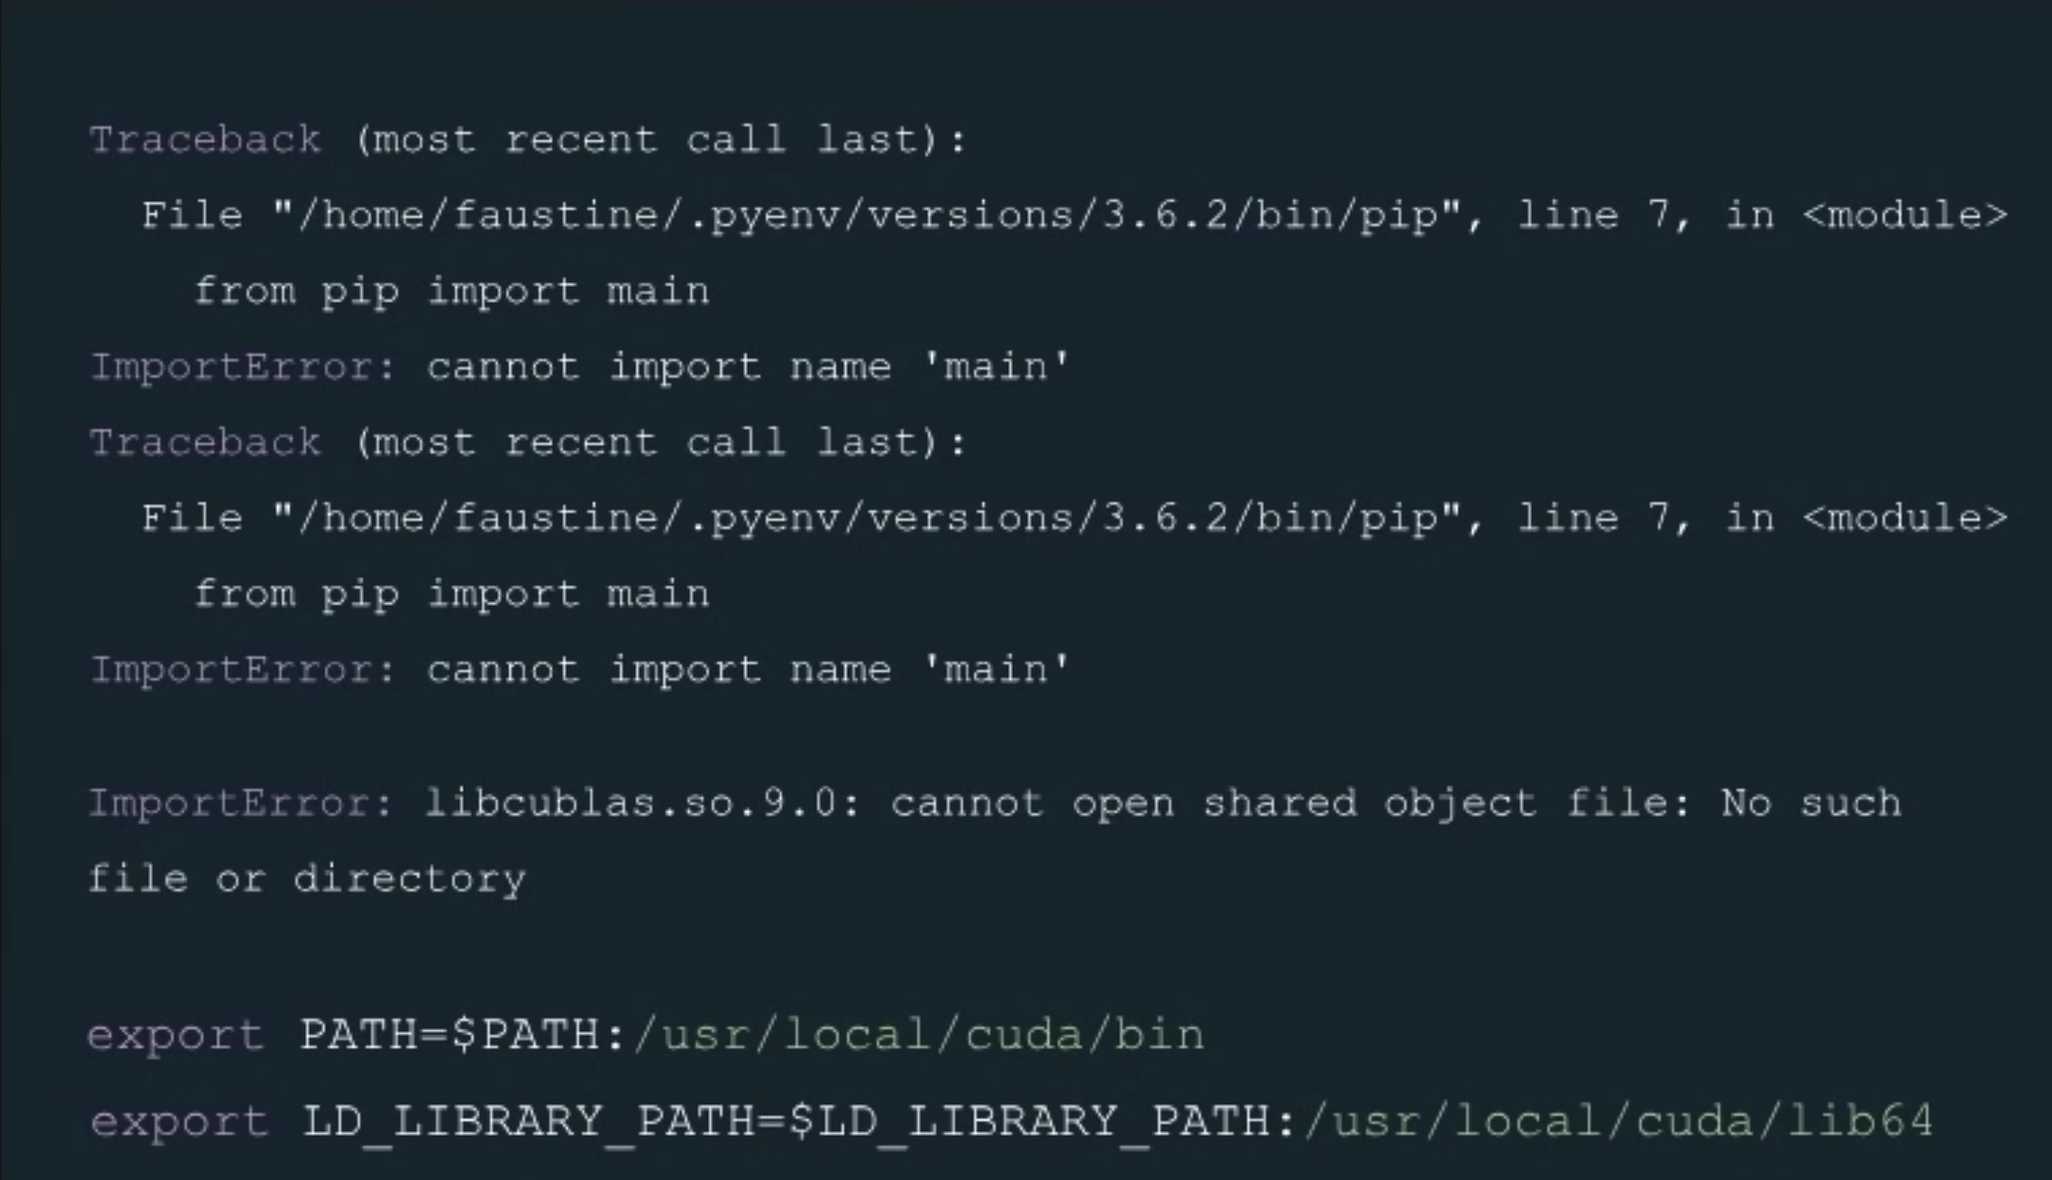 Traceback (most recent call last):
  File "/home/faustine/.pyenv/versions/3.6.2/bin/pip", line 7, in <module>
    from pip import main
ImportError: cannot import name 'main'
Traceback (most recent call last):
  File "/home/faustine/.pyenv/versions/3.6.2/bin/pip", line 7, in <module>
    from pip import main
ImportError: cannot import name 'main'
ImportError: libcublas.so.9.0: cannot open shared object file: No such
file or directory
export PATH=$PATH:/usr/local/cuda/bin
export LD_LIBRARY_PATH=$LD_LIBRARY_PATH:/usr/local/cuda/lib64